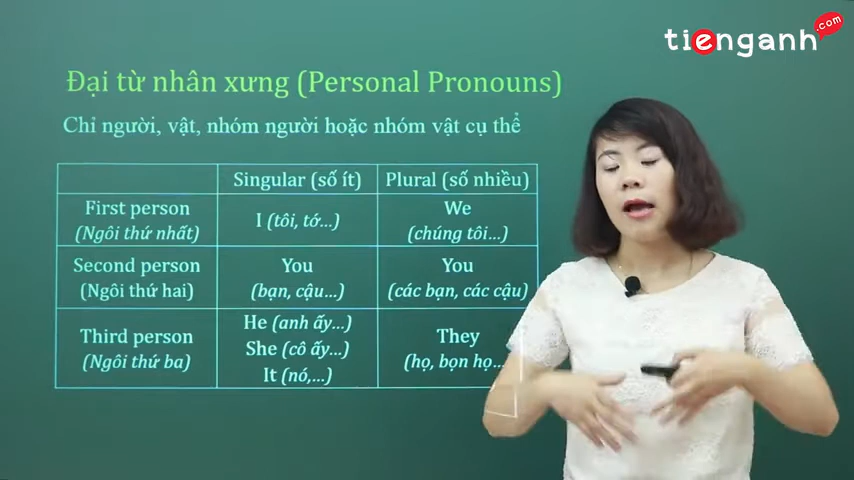 tienganh.com
Đại từ nhân xưng (Personal Pronouns)
Chỉ người, vật, nhóm người hoặc nhóm vật cụ thể
Singular (số ít) Plural (số nhiều)
First person
(Ngôi thứ nhất)
I (tôi, tớ...)
We
(chúng tôi...)
Second person
(Ngôi thứ hai)
You
(bạn, cậu...)
You
(các bạn, các cậu)
Third person
(Ngôi thứ ba)
He (anh ấy...)
She (cô ấy...)
It (nó,...)
They
(họ, bọn họ...